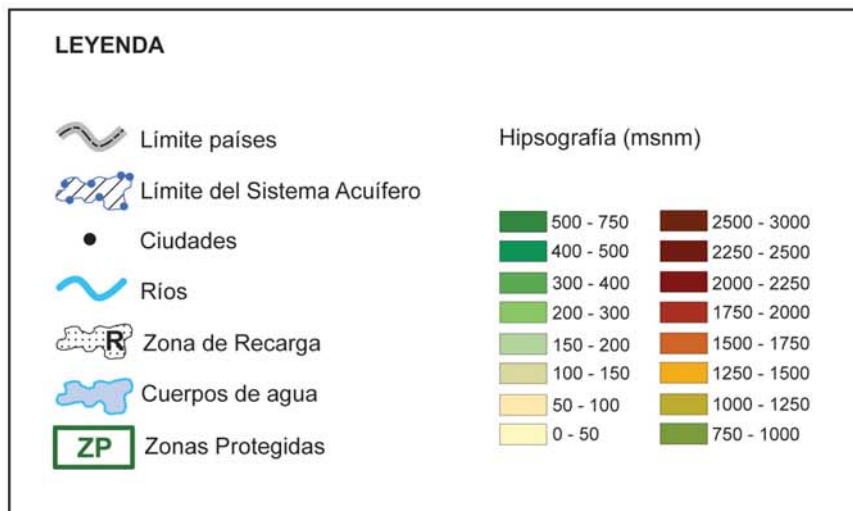 LEYENDA
Límite países
Límite del Sistema Acuífero
Ciudades
Ríos
R Zona de Recarga
Cuerpos de agua
ZP Zonas Protegidas
Hipsografía (msnm)
500 - 750
400 - 500
300 - 400
200 - 300
150 - 200
100 - 150
50 - 100
0 - 50
2500 - 3000
2250 - 2500
2000 - 2250
1750 - 2000
1500 - 1750
1250 - 1500
1000 - 1250
750 - 1000